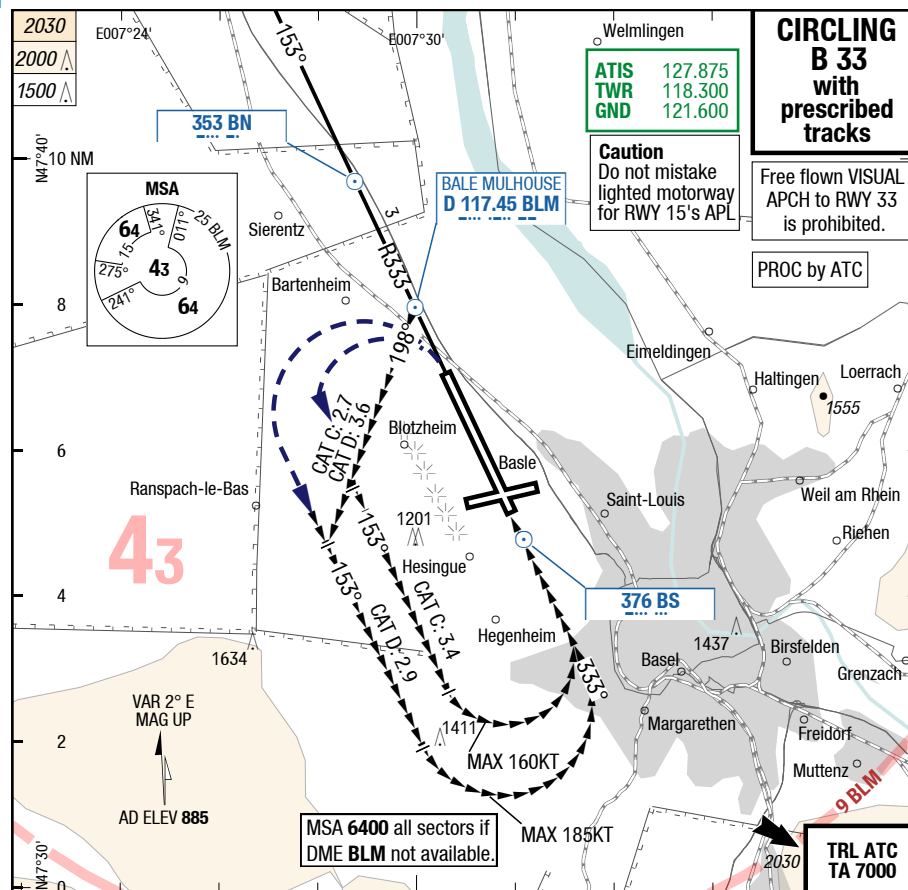 2030
2000
1500
E007°24'
E007°30'
N47°40'
10 NM
8
6
4
2
0
N47°30'
153°
353 BN
MSA
64
341°
011°
25 BLM
15
275°
43
241°
9
64
Sierentz
Bartenheim
3
R333
BALE MULHOUSE
D 117.45 BLM
Welmlingen
ATIS 127.875
TWR 118.300
GND 121.600
Caution
Do not mistake
lighted motorway
for RWY 15's APL
CIRCLING
B 33
with
prescribed
tracks
Free flown VISUAL
APCH to RWY 33
is prohibited.
PROC by ATC
198°
CAT C: 2.7
CAT D: 3.6
Blotzheim
Basle
Eimeldingen
Haltingen
Loerrach
1555
Ranspach-le-Bas
Saint-Louis
Weil am Rhein
Riehen
43
1201
Hesingue
153°
153°
CAT C: 3.4
CAT D: 2.9
Hegenheim
376 BS
333°
1634
1437
Birsfelden
Basel
Grenzach
Margarethen
Freidorf
Muttenz
1411
MAX 160KT
MAX 185KT
VAR 2° E
MAG UP
AD ELEV 885
MSA 6400 all sectors if
DME BLM not available.
9 BLM
2030
TRL ATC
TA 7000